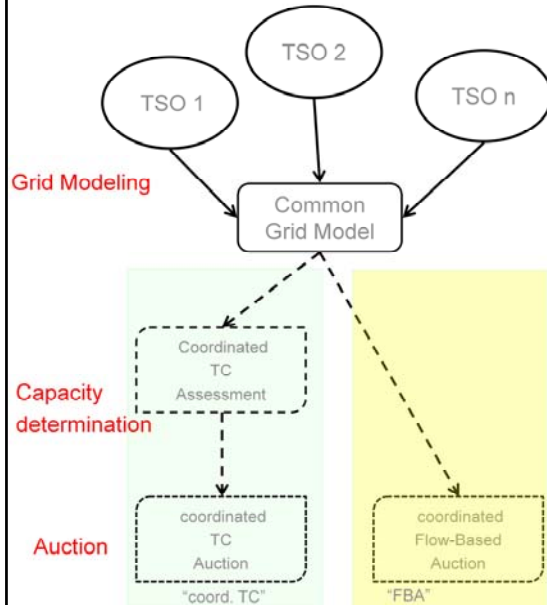 TSO 1
TSO 2
TSO n
Grid Modeling
Common
Grid Model
Coordinated
TC
Assessment
Capacity
determination
Auction
coordinated
TC
Auction
coordinated
Flow-Based
Auction
“coord. TC”
“FBA”